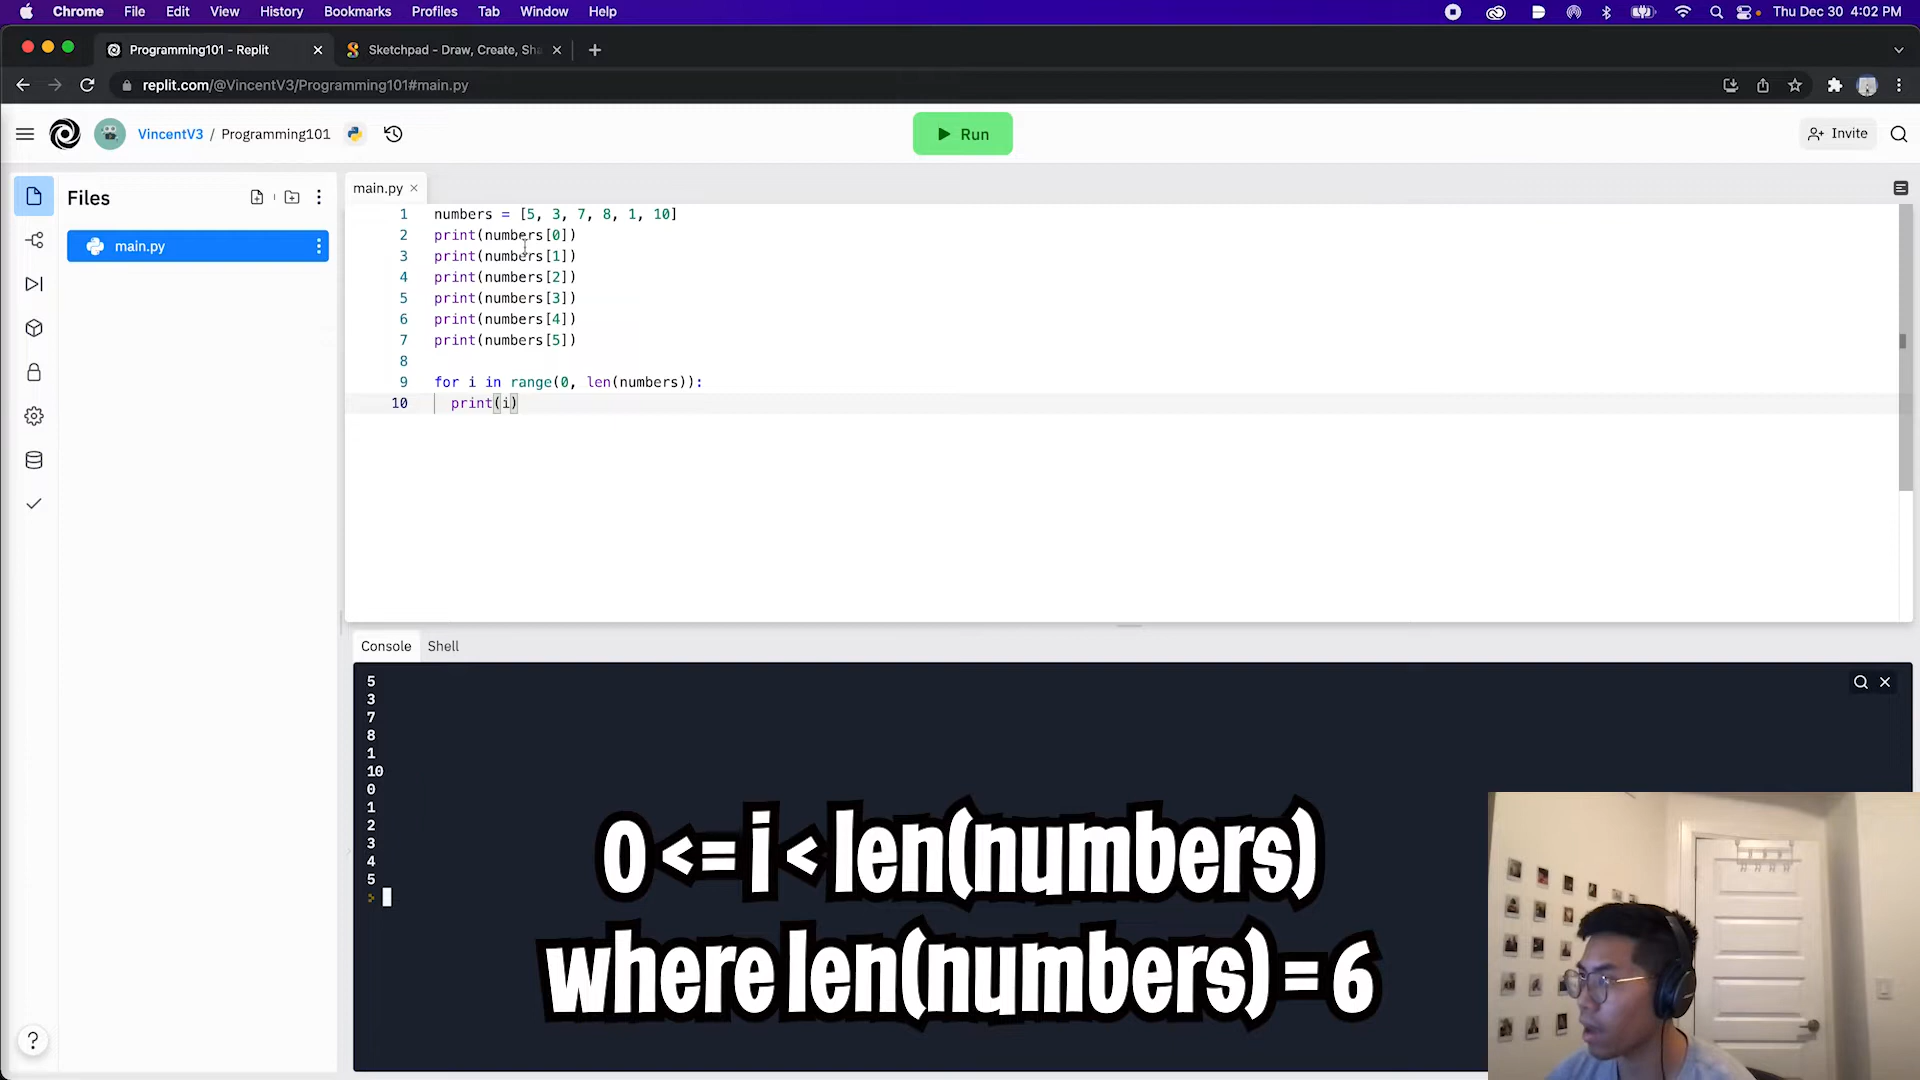 Chrome File Edit View History Bookmarks Profiles Tab Window Help Thu Dec 30 4:02 PM
Programming101 - Replit
Sketchpad - Draw, Create, Sh
replit.com/@VincentV3/Programming101#main.py
VincentV3 / Programming101
Run
Invite
Files
main.py
main.py
1 numbers = [5, 3, 7, 8, 1, 10]
2 print(numbers[0])
3 print(numbers[1])
4 print(numbers[2])
5 print(numbers[3])
6 print(numbers[4])
7 print(numbers[5])
8
9 for i in range(0, len(numbers)):
10 print(i)
Console Shell
5
3
7
8
1
10
0
1
2
3
4
5
>
0 <= i < len(numbers)
where len(numbers) = 6
?